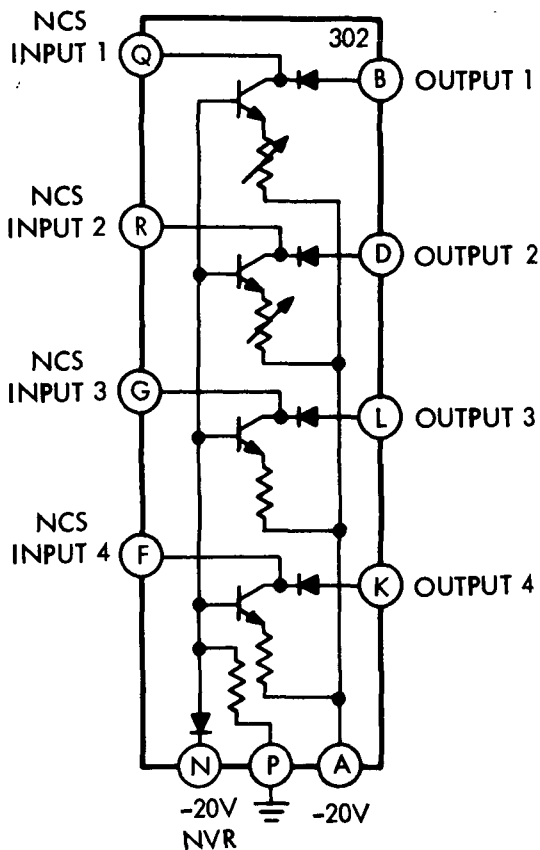 NCS
INPUT 1
Q
302
B
OUTPUT 1
NCS
INPUT 2
R
D
OUTPUT 2
NCS
INPUT 3
G
L
OUTPUT 3
NCS
INPUT 4
F
K
OUTPUT 4
N
P
A
-20V
NVR
-20V